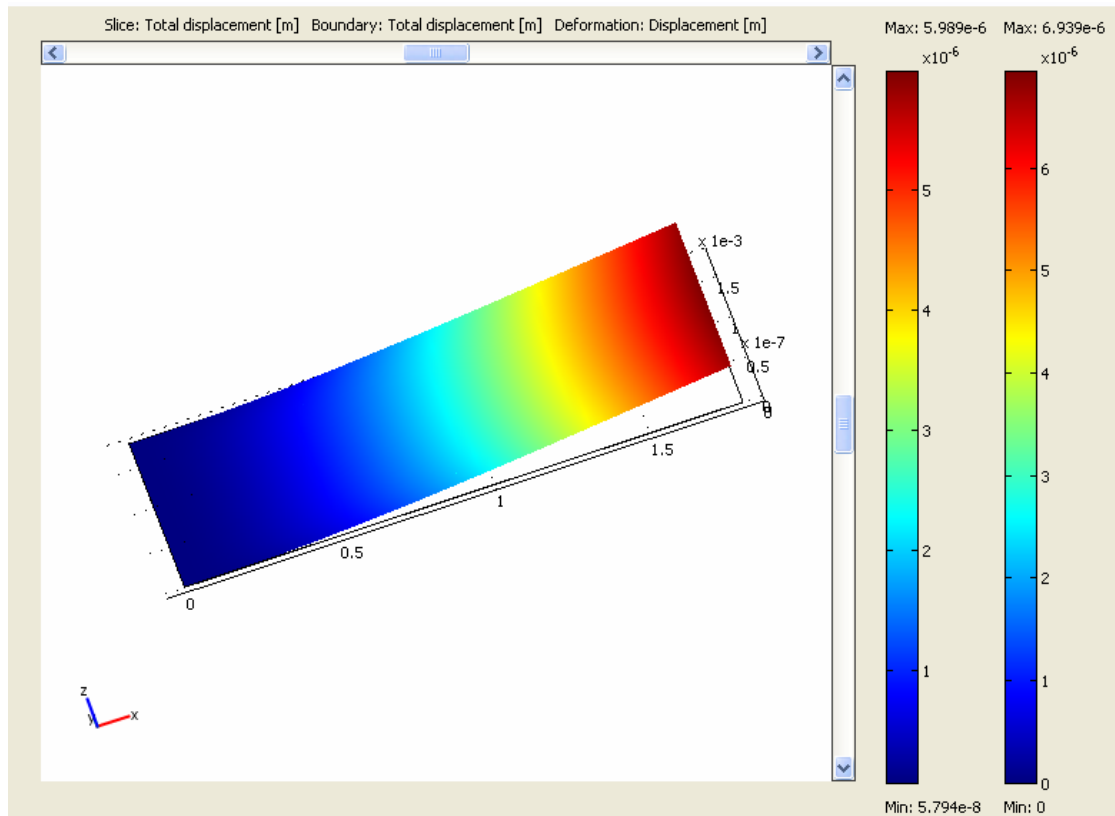 Slice: Total displacement [m] Boundary: Total displacement [m] Deformation: Displacement [m]
Max: 5.989e-6 Max: 6.939e-6
x10⁻⁶ x10⁻⁶
6
5
5
4
4
3
3
2
2
1
1
0
Min: 5.794e-8 Min: 0
x 1e-3
1.5
1
x 1e-7
0.5
0
1.5
1
0.5
0
z
y x